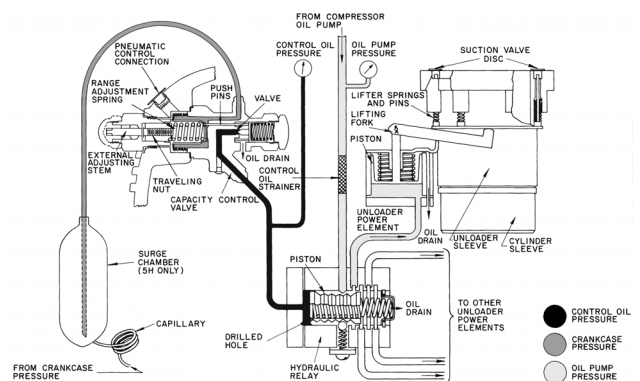 FROM COMPRESSOR
OIL PUMP
CONTROL OIL
PRESSURE
OIL PUMP
PRESSURE
SUCTION VALVE
DISC
PNEUMATIC
CONTROL
CONNECTION
RANGE
ADJUSTMENT
SPRING
PUSH
PINS
VALVE
LIFTER SPRINGS
AND PINS
LIFTING
FORK
PISTON
EXTERNAL
ADJUSTING
STEM
TRAVELING
NUT
OIL DRAIN
CAPACITY CONTROL
VALVE
CONTROL
OIL
STRAINER
UNLOADER
POWER
ELEMENT
OIL
DRAIN
UNLOADER
SLEEVE
CYLINDER
SLEEVE
SURGE
CHAMBER
(5H ONLY)
CAPILLARY
FROM CRANKCASE
PRESSURE
PISTON
OIL
DRAIN
DRILLED
HOLE
HYDRAULIC
RELAY
TO OTHER
UNLOADER
POWER
ELEMENTS
CONTROL OIL
PRESSURE
CRANKCASE
PRESSURE
OIL PUMP
PRESSURE